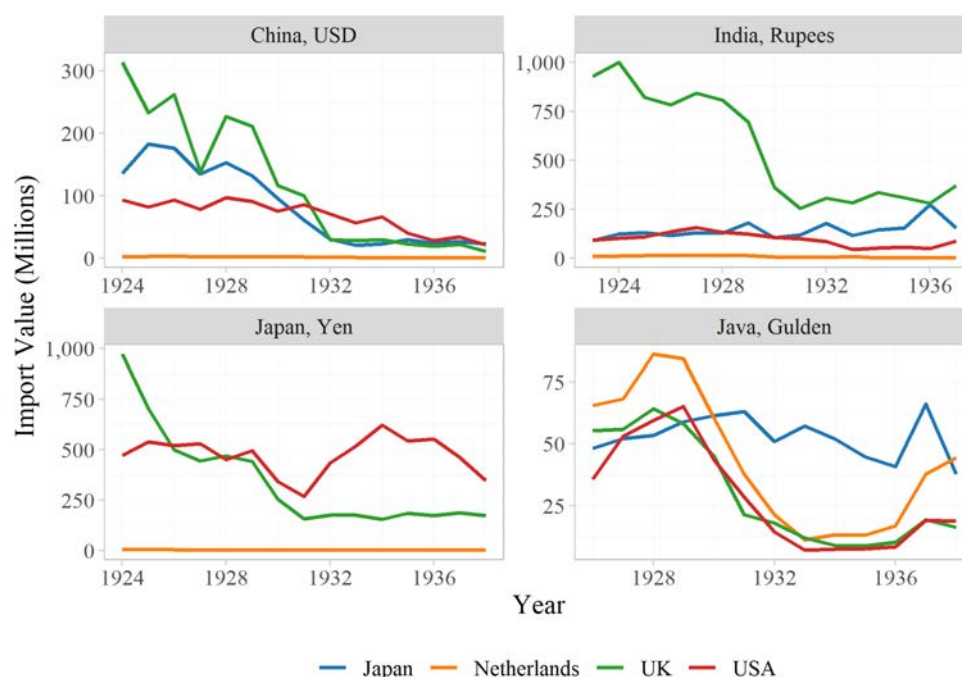 China, USD
300
200
100
0
1924 1928 1932 1936
India, Rupees
1,000
750
500
250
0
1924 1928 1932 1936
Japan, Yen
1,000
750
500
250
0
1924 1928 1932 1936
Java, Gulden
75
50
25
1928 1932 1936
Import Value (Millions)
Year
Japan Netherlands UK USA